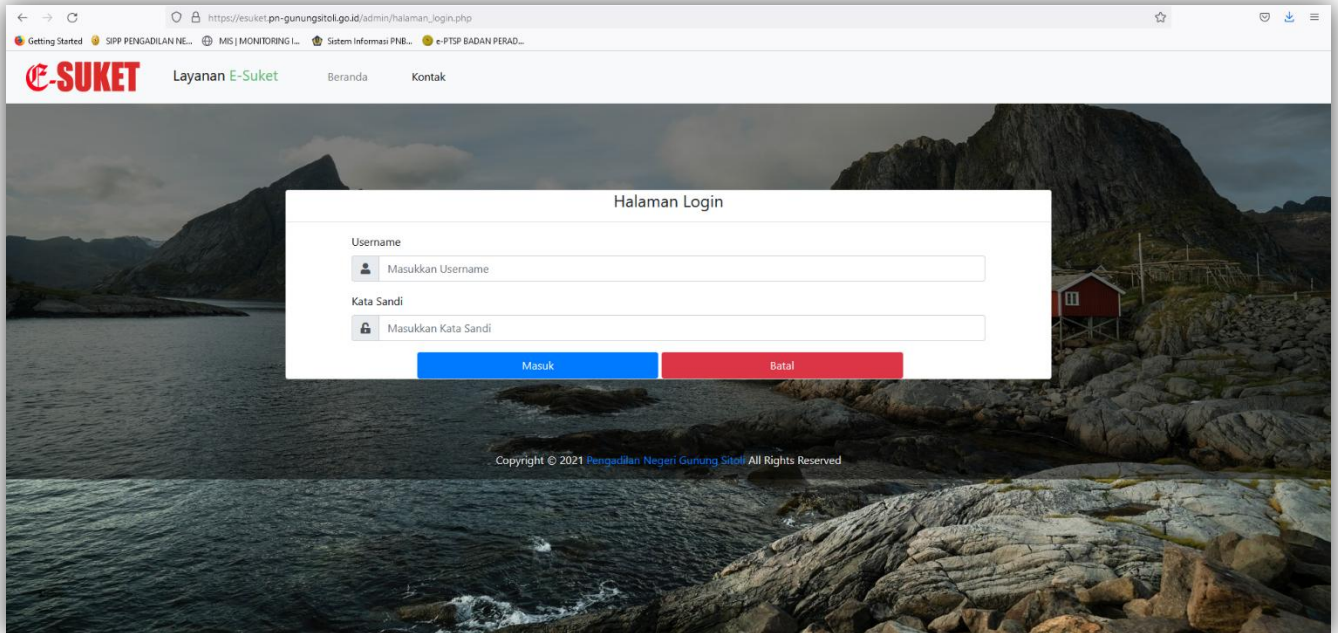 https://esuket.pn-gunungsitoli.go.id/admin/halaman_login.php
Getting Started SIPP PENGADILAN NE... MIS | MONITORING I... Sistem Informasi PNB... e-PTSP BADAN PERAD...
E-SUKET Layanan E-Suket Beranda Kontak
Halaman Login
Username
Masukkan Username
Kata Sandi
Masukkan Kata Sandi
Masuk Batal
Copyright © 2021 Pengadilan Negeri Gunung Sitoli All Rights Reserved